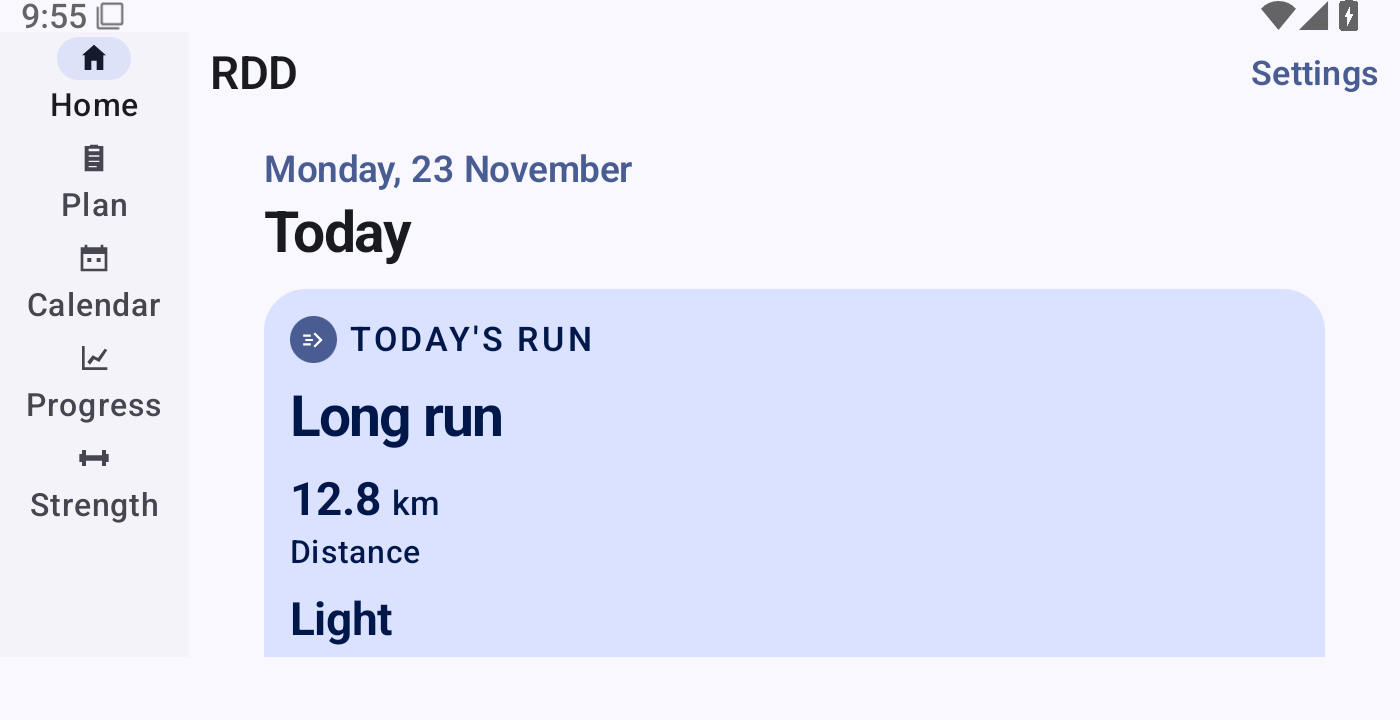 9:55
Home
Plan
Calendar
Progress
Strength
RDD
Settings
Monday, 23 November
Today
TODAY'S RUN
Long run
12.8 km
Distance
Light